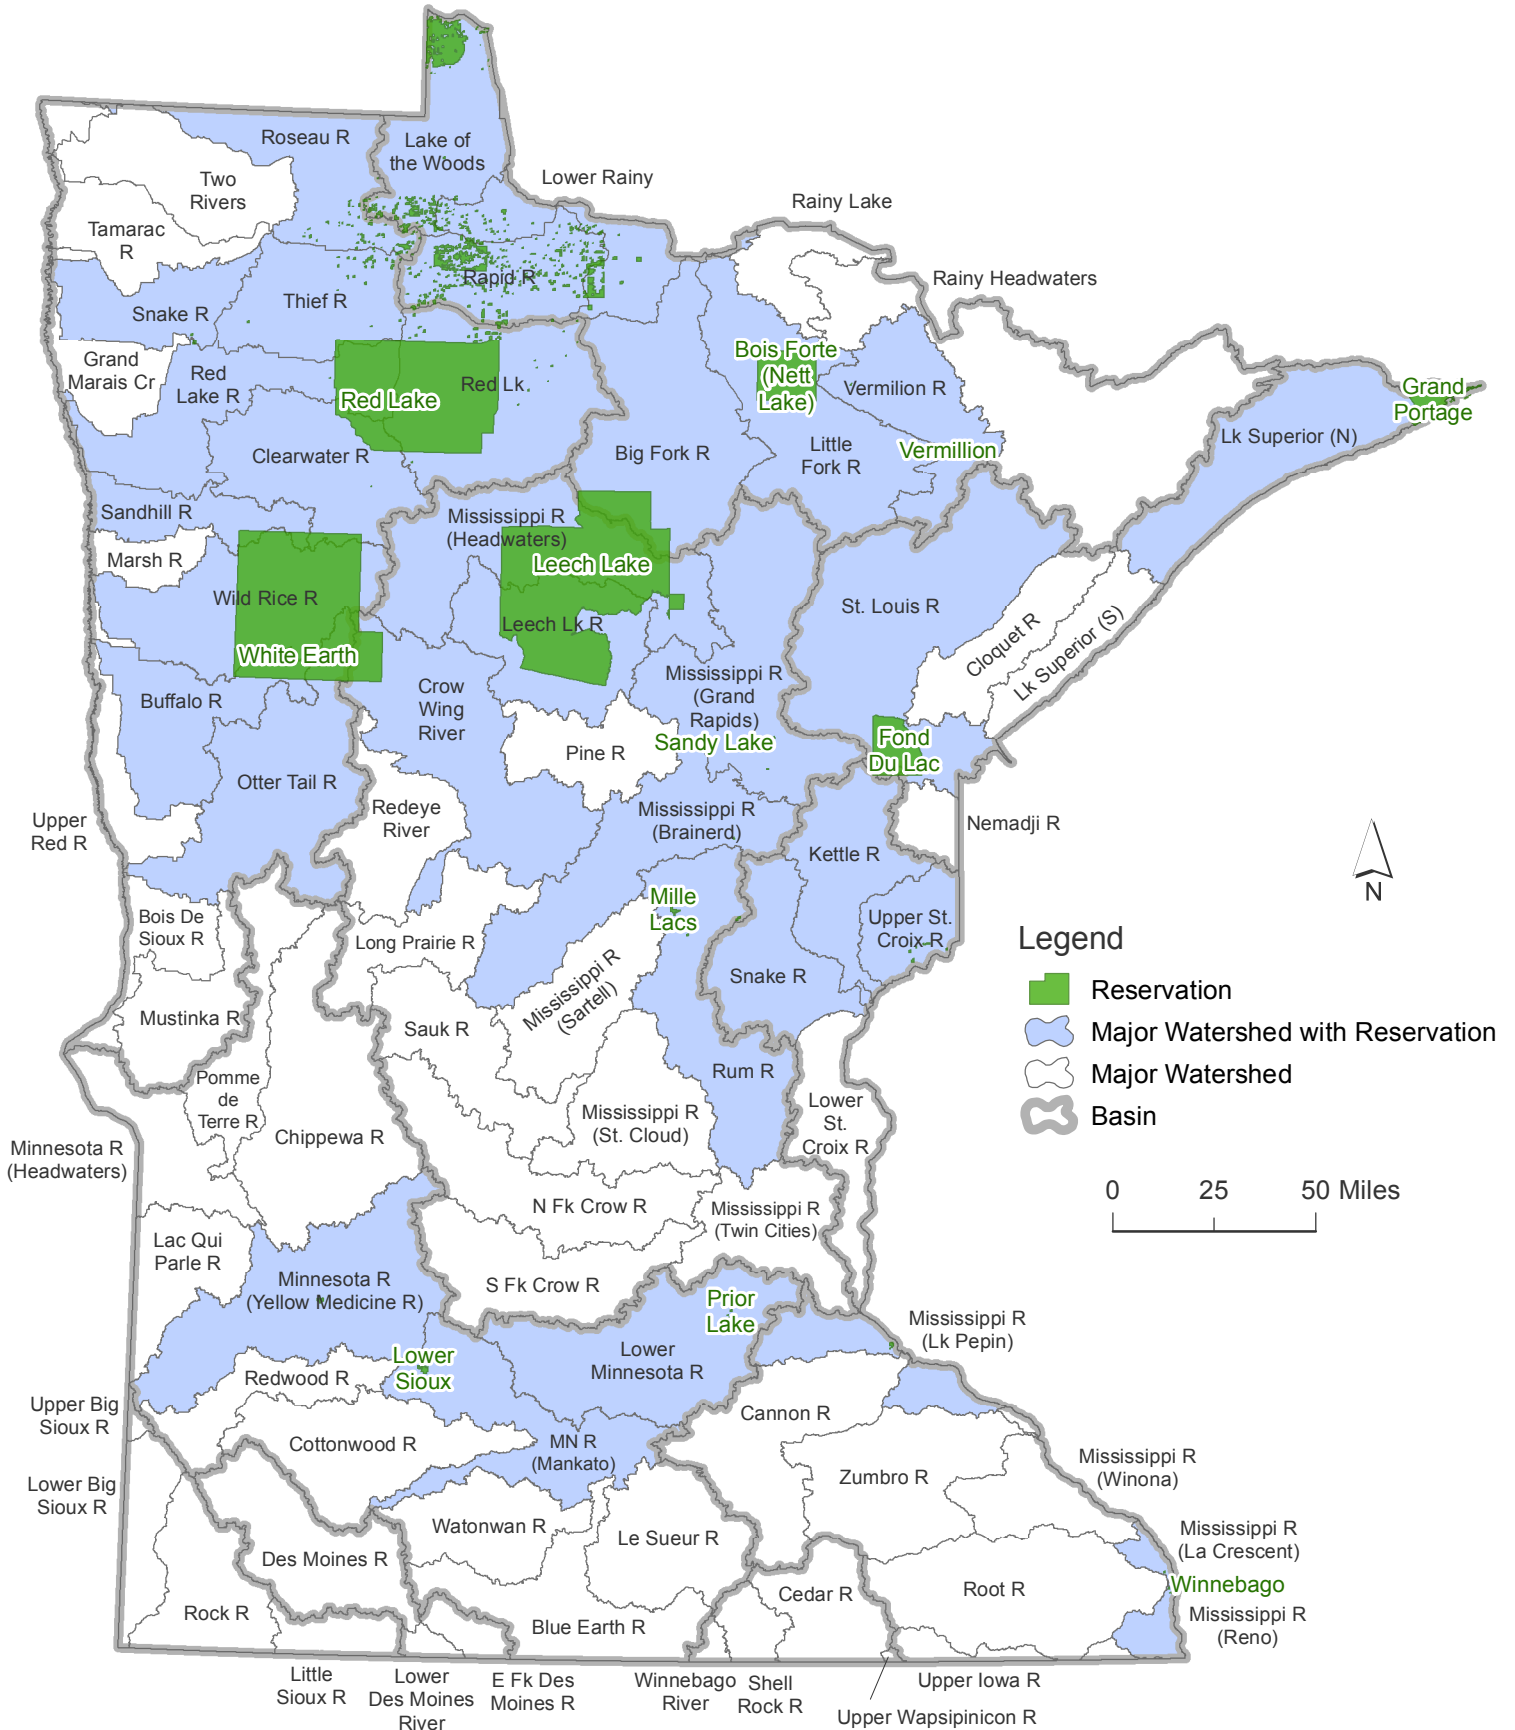 Roseau R
Lake of
the Woods
Lower Rainy
Two
Rivers
Rainy Lake
Tamarac
R
Rapid R
Rainy Headwaters
Thief R
Snake R
Grand
Marais Cr
Red
Lake R
Red Lake
Red Lk
Bois Forte
(Nett
Lake)
Vermilion R
Grand
Portage
Lk Superior (N)
Clearwater R
Big Fork R
Little
Fork R
Vermillion
Sandhill R
Mississippi R
(Headwaters)
Marsh R
Leech Lake
Wild Rice R
Leech Lk R
St. Louis R
Cloquet R
Lk Superior (S)
White Earth
Buffalo R
Crow
Wing
River
Mississippi R
(Grand
Rapids)
Sandy Lake
Pine R
Fond
Du Lac
Otter Tail R
Upper
Red R
Redeye
River
Mississippi R
(Brainerd)
Nemadji R
Kettle R
N
Mille
Lacs
Bois De
Sioux R
Long Prairie R
Upper St.
Croix R
Legend
Snake R
Mississippi R
(Sartell)
Reservation
Mustinka R
Sauk R
Major Watershed with Reservation
Major Watershed
Basin
Rum R
Pomme
de
Terre R
Lower
St.
Croix R
Mississippi R
(St. Cloud)
Chippewa R
Minnesota R
(Headwaters)
0 25 50 Miles
N Fk Crow R
Mississippi R
(Twin Cities)
Lac Qui
Parle R
Minnesota R
(Yellow Medicine R)
S Fk Crow R
Prior
Lake
Mississippi R
(Lk Pepin)
Lower
Sioux
Lower
Minnesota R
Redwood R
Upper Big
Sioux R
Cannon R
Cottonwood R
MN R
(Mankato)
Zumbro R
Mississippi R
(Winona)
Lower Big
Sioux R
Watonwan R
Le Sueur R
Mississippi R
(La Crescent)
Des Moines R
Cedar R
Root R
Winnebago
Rock R
Blue Earth R
Mississippi R
(Reno)
Little
Sioux R
Lower
Des Moines
River
E Fk Des
Moines R
Winnebago
River
Shell
Rock R
Upper Iowa R
Upper Wapsipinicon R